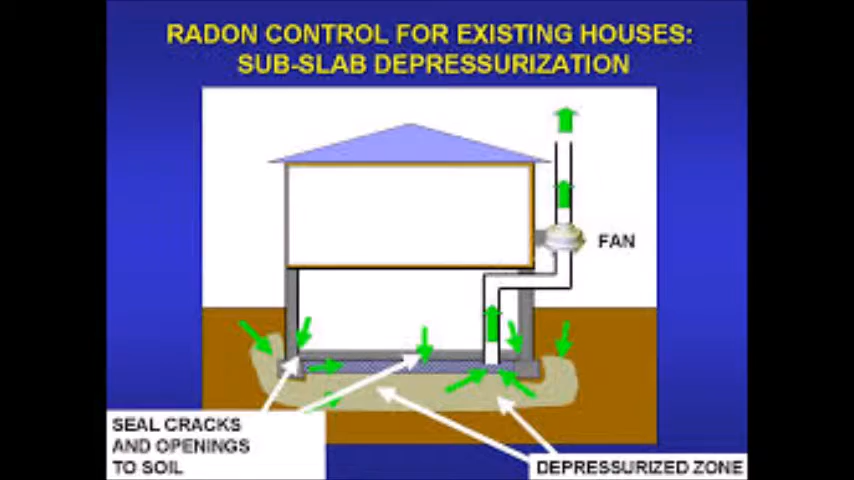 RADON CONTROL FOR EXISTING HOUSES:
SUB-SLAB DEPRESSURIZATION
FAN
SEAL CRACKS
AND OPENINGS
TO SOIL
DEPRESSURIZED ZONE